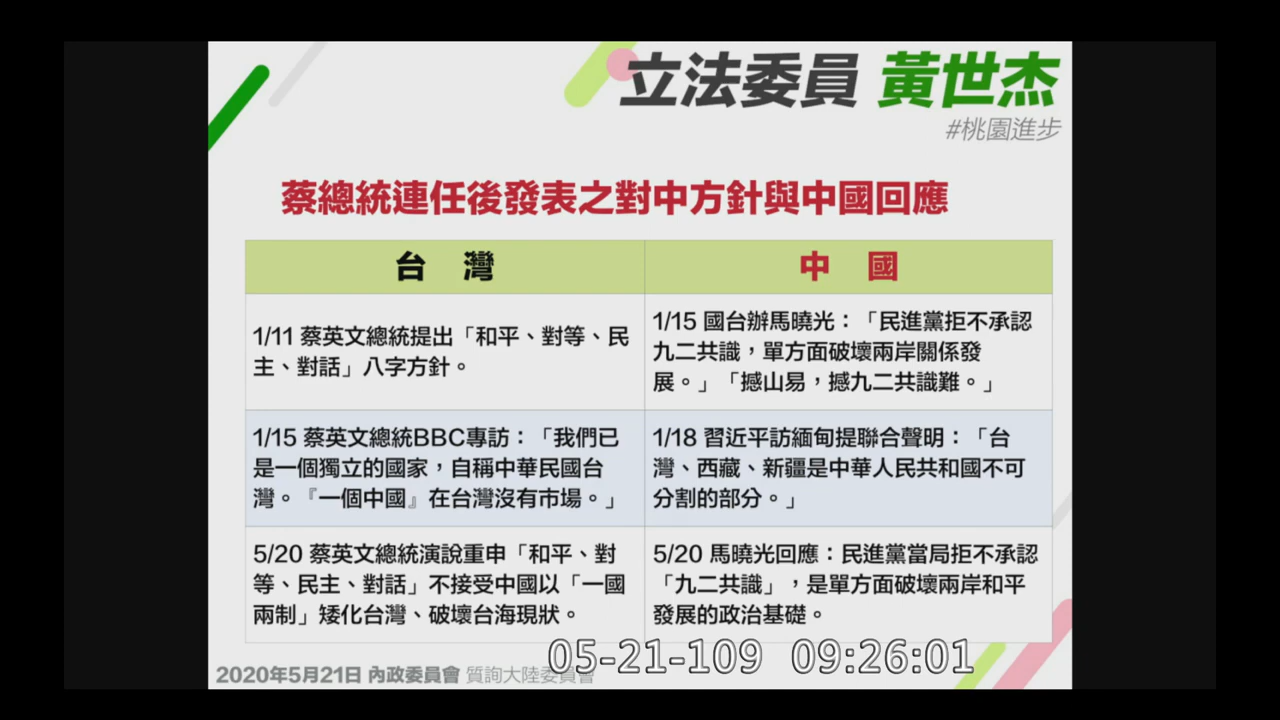 立法委員 黃世杰
#桃園進步
蔡總統連任後發表之對中方針與中國回應
台 灣
中 國
1/11 蔡英文總統提出「和平、對等、民
主、對話」八字方針。
1/15 國台辦馬曉光：「民進黨拒不承認
九二共識，單方面破壞兩岸關係發
展。」「撼山易，撼九二共識難。」
1/15 蔡英文總統BBC專訪：「我們已
是一個獨立的國家，自稱中華民國台
灣。『一個中國』在台灣沒有市場。」
1/18 習近平訪緬甸提聯合聲明：「台
灣、西藏、新疆是中華人民共和國不可
分割的部分。」
5/20 蔡英文總統演說重申「和平、對
等、民主、對話」不接受中國以「一國
兩制」矮化台灣、破壞台海現狀。
5/20 馬曉光回應：民進黨當局拒不承認
「九二共識」，是單方面破壞兩岸和平
發展的政治基礎。
2020年5月21日 內政委員會 質詢大陸委員會
05-21-109 09:26:01